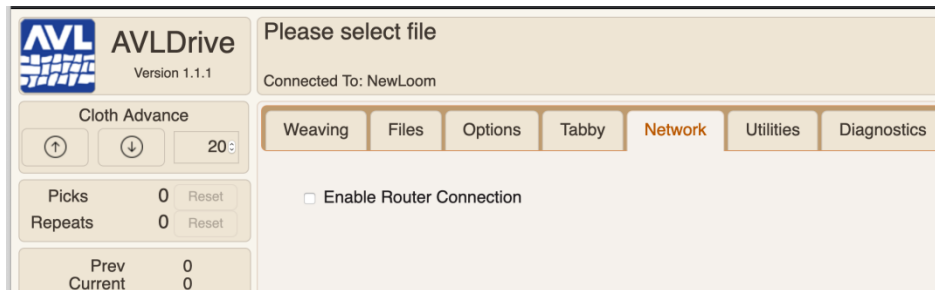 AVL
AVLDrive
Version 1.1.1
Please select file
Connected To: NewLoom
Cloth Advance
20
Picks 0 Reset
Repeats 0 Reset
Prev 0
Current 0
Weaving Files Options Tabby Network Utilities Diagnostics
Enable Router Connection